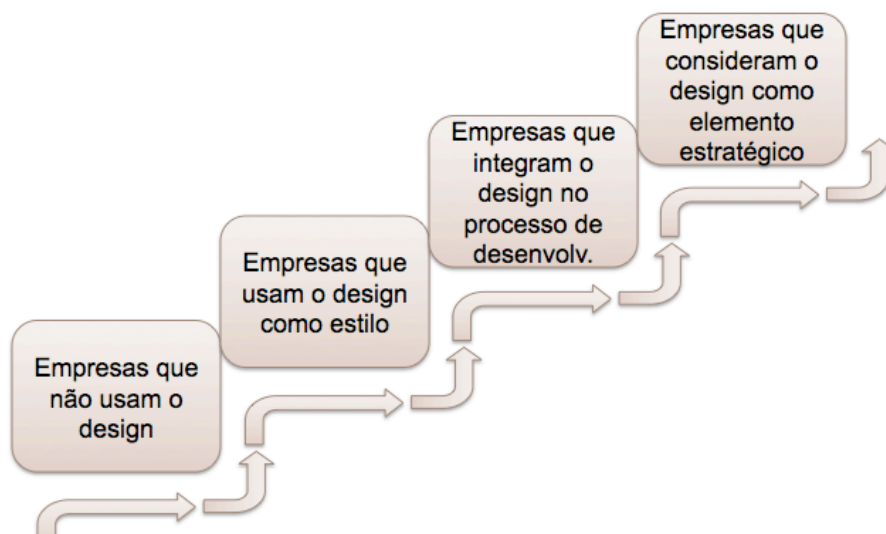 Empresas que
não usam o
design
Empresas que
usam o design
como estilo
Empresas que
integram o
design no
processo de
desenvolv.
Empresas que
consideram o
design como
elemento
estratégico